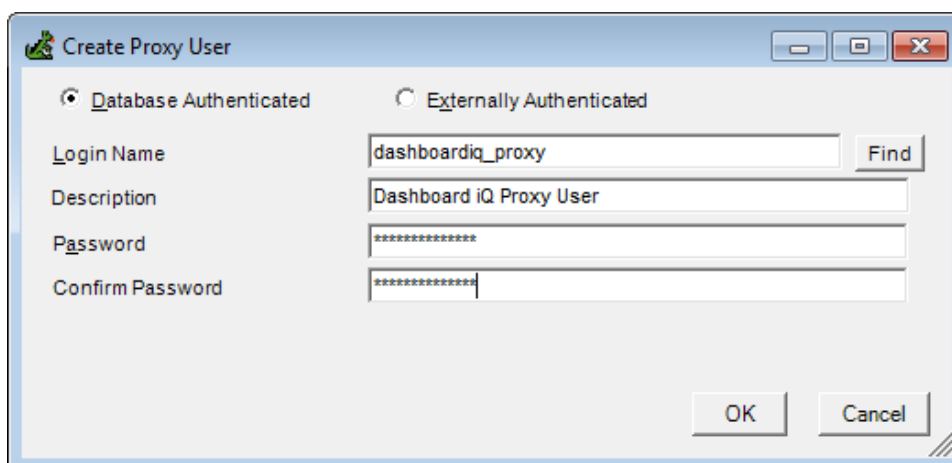 Create Proxy User
Database Authenticated Externally Authenticated
Login Name dashboardiq_proxy Find
Description Dashboard iQ Proxy User
Password **************
Confirm Password **************
OK Cancel